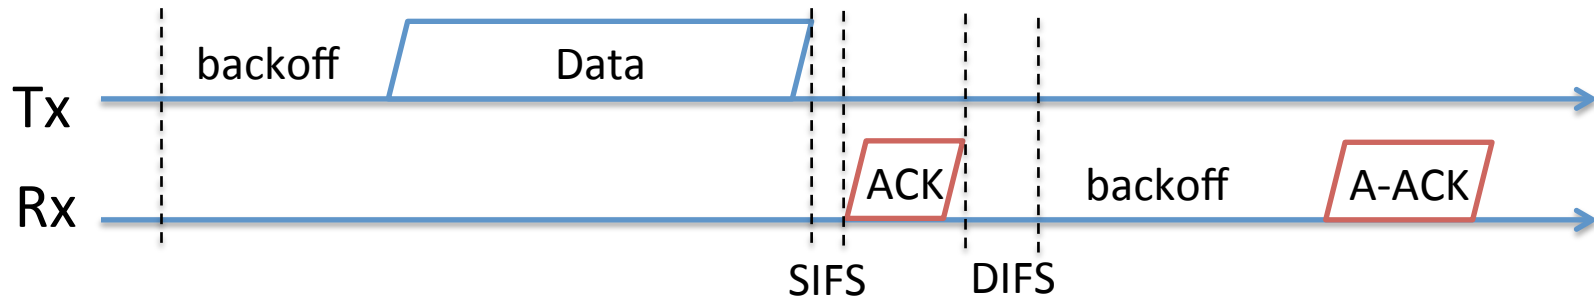 backoff Data
Tx
ACK backoff A-ACK
Rx
SIFS DIFS